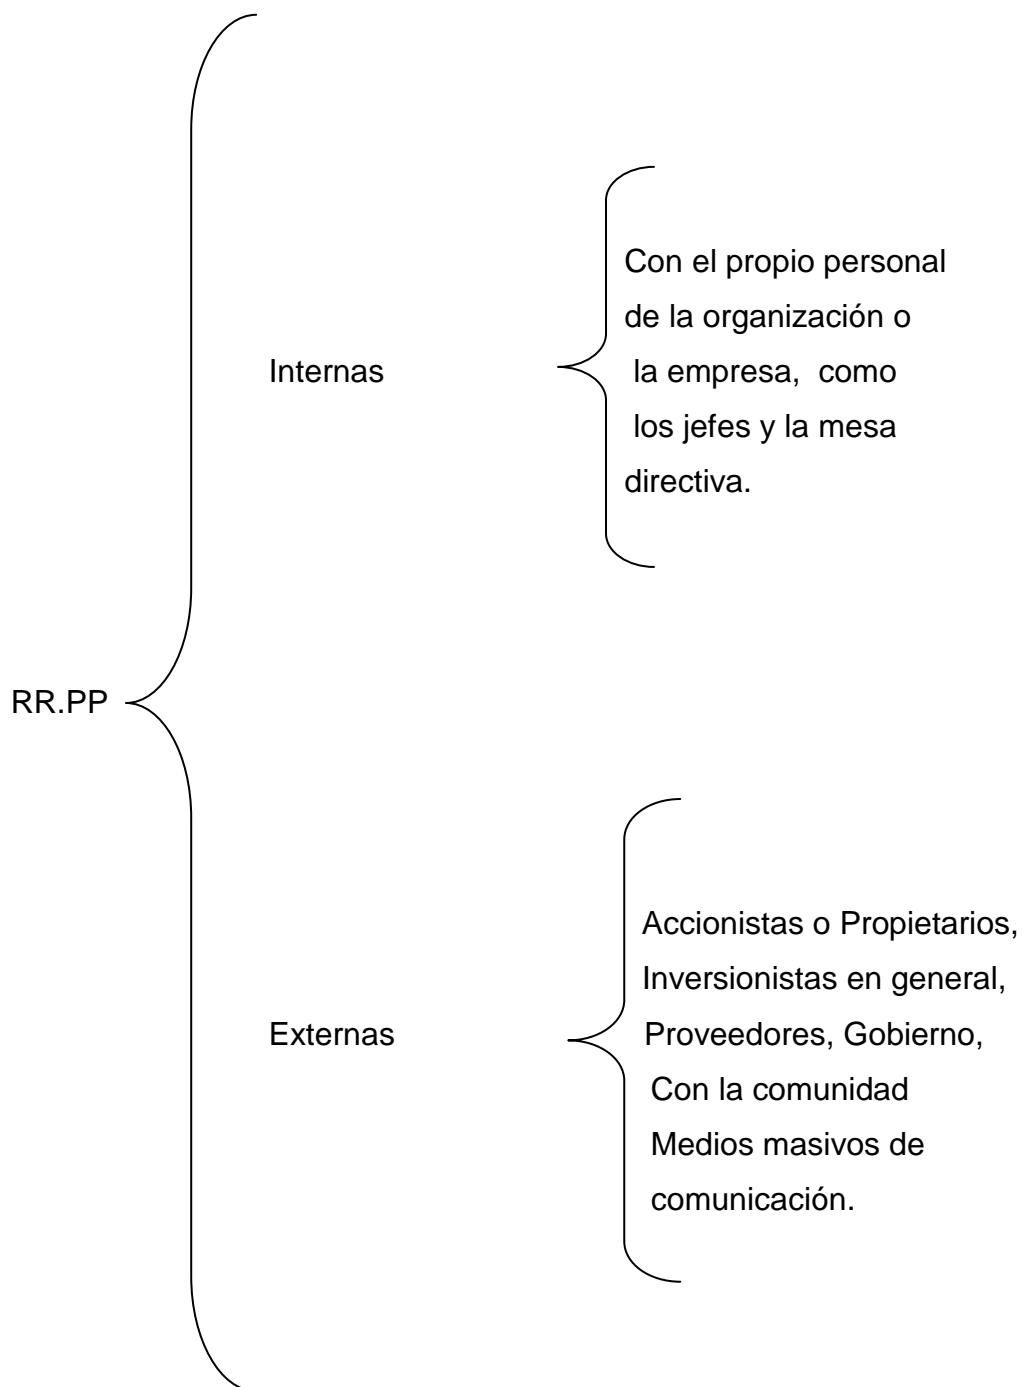 RR.PP
Internas
Con el propio personal
de la organización o
la empresa, como
los jefes y la mesa
directiva.
Externas
Accionistas o Propietarios,
Inversionistas en general,
Proveedores, Gobierno,
Con la comunidad
Medios masivos de
comunicación.